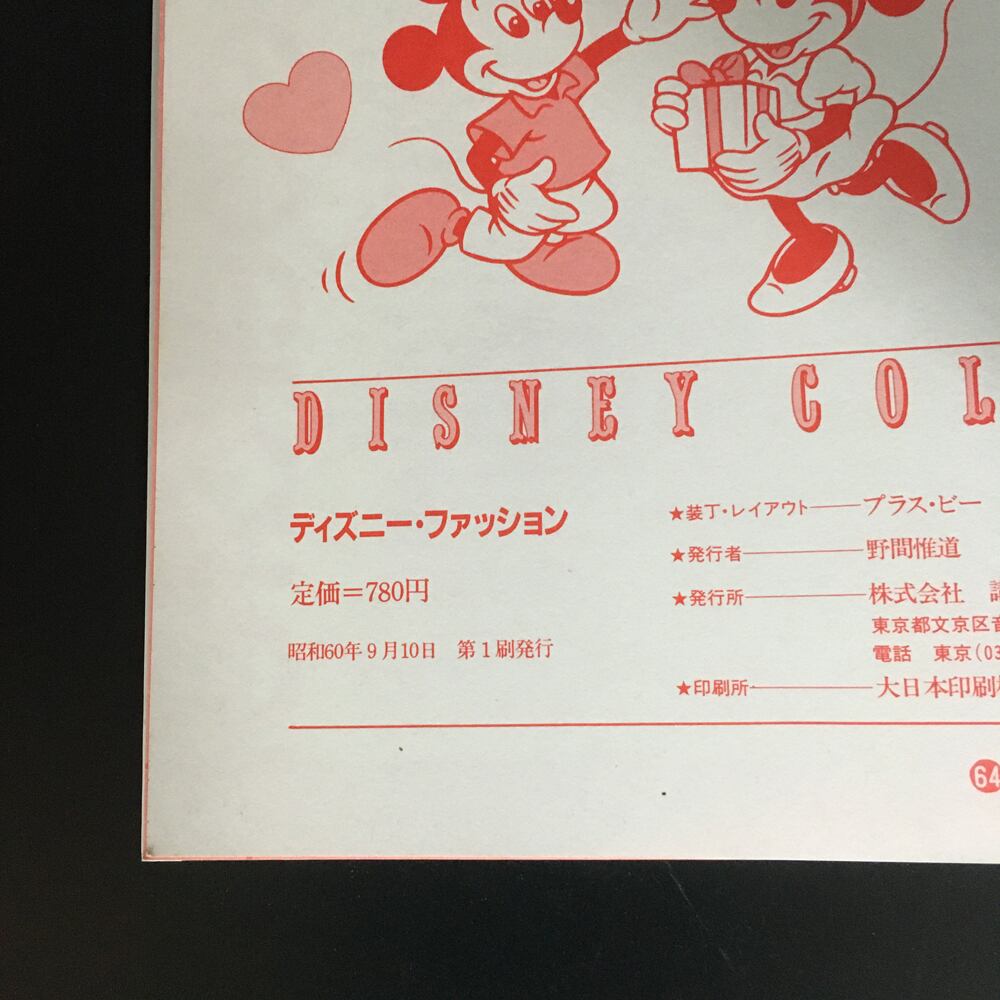 DISNEY COL
ディズニー・ファッション
定価=780円
昭和60年9月10日　第1刷発行
★装丁・レイアウト――プラス・ビー
★発行者――野間惟道
★発行所――株式会社
東京都文京区音
電話　東京(03
★印刷所――大日本印刷
64